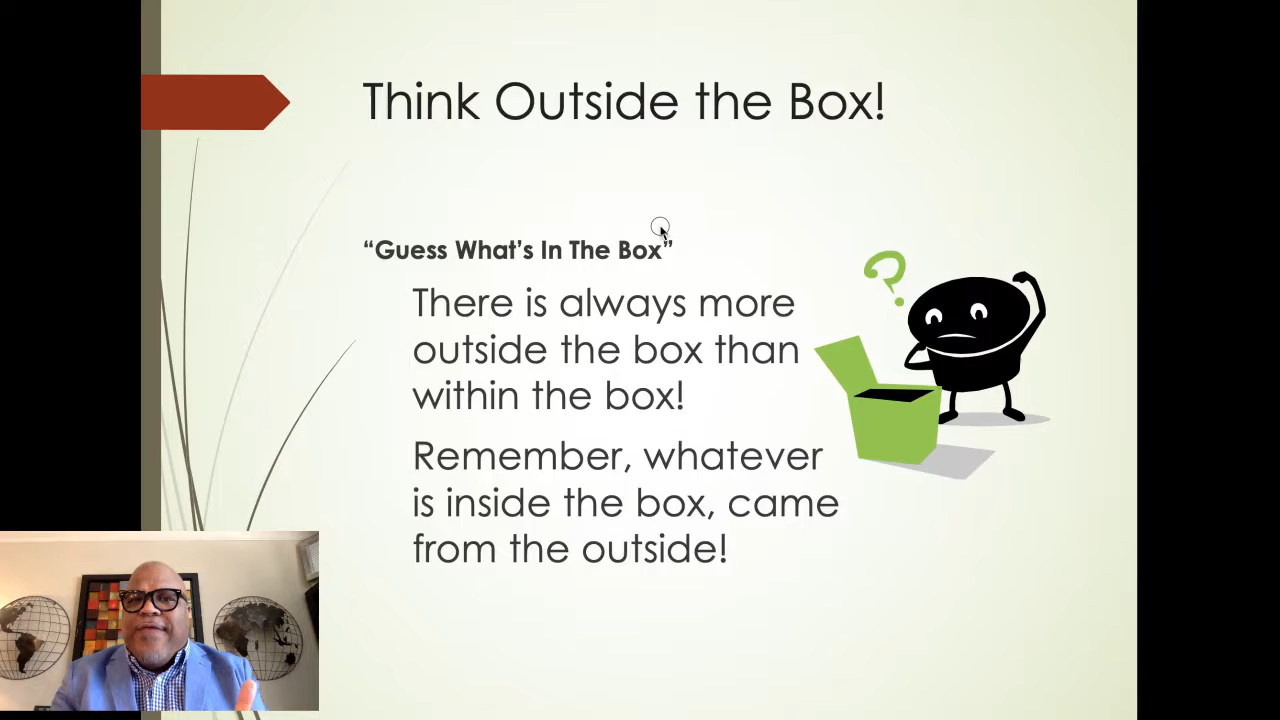 Think Outside the Box!
“Guess What’s In The Box”
There is always more
outside the box than
within the box!
Remember, whatever
is inside the box, came
from the outside!
?